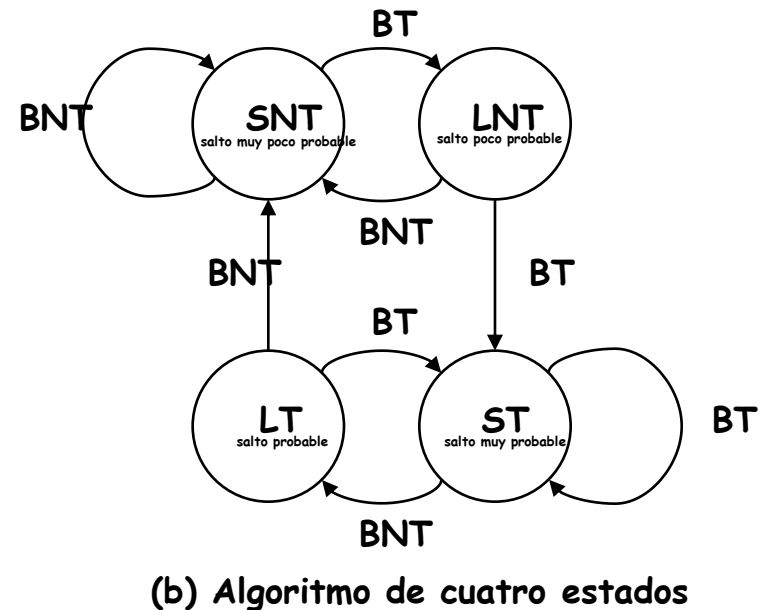 BT
BNT
SNT
salto muy poco probable
LNT
salto poco probable
BNT
BNT
BT
BT
LT
salto probable
ST
salto muy probable
BT
BNT
(b) Algoritmo de cuatro estados